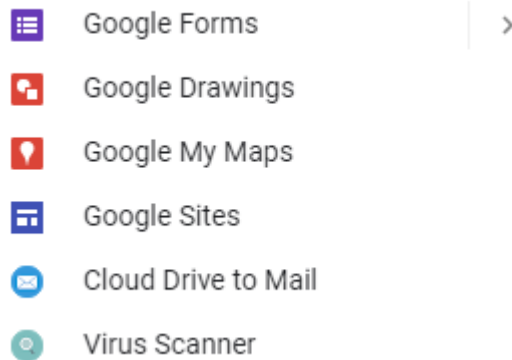 Google Forms
Google Drawings
Google My Maps
Google Sites
Cloud Drive to Mail
Virus Scanner